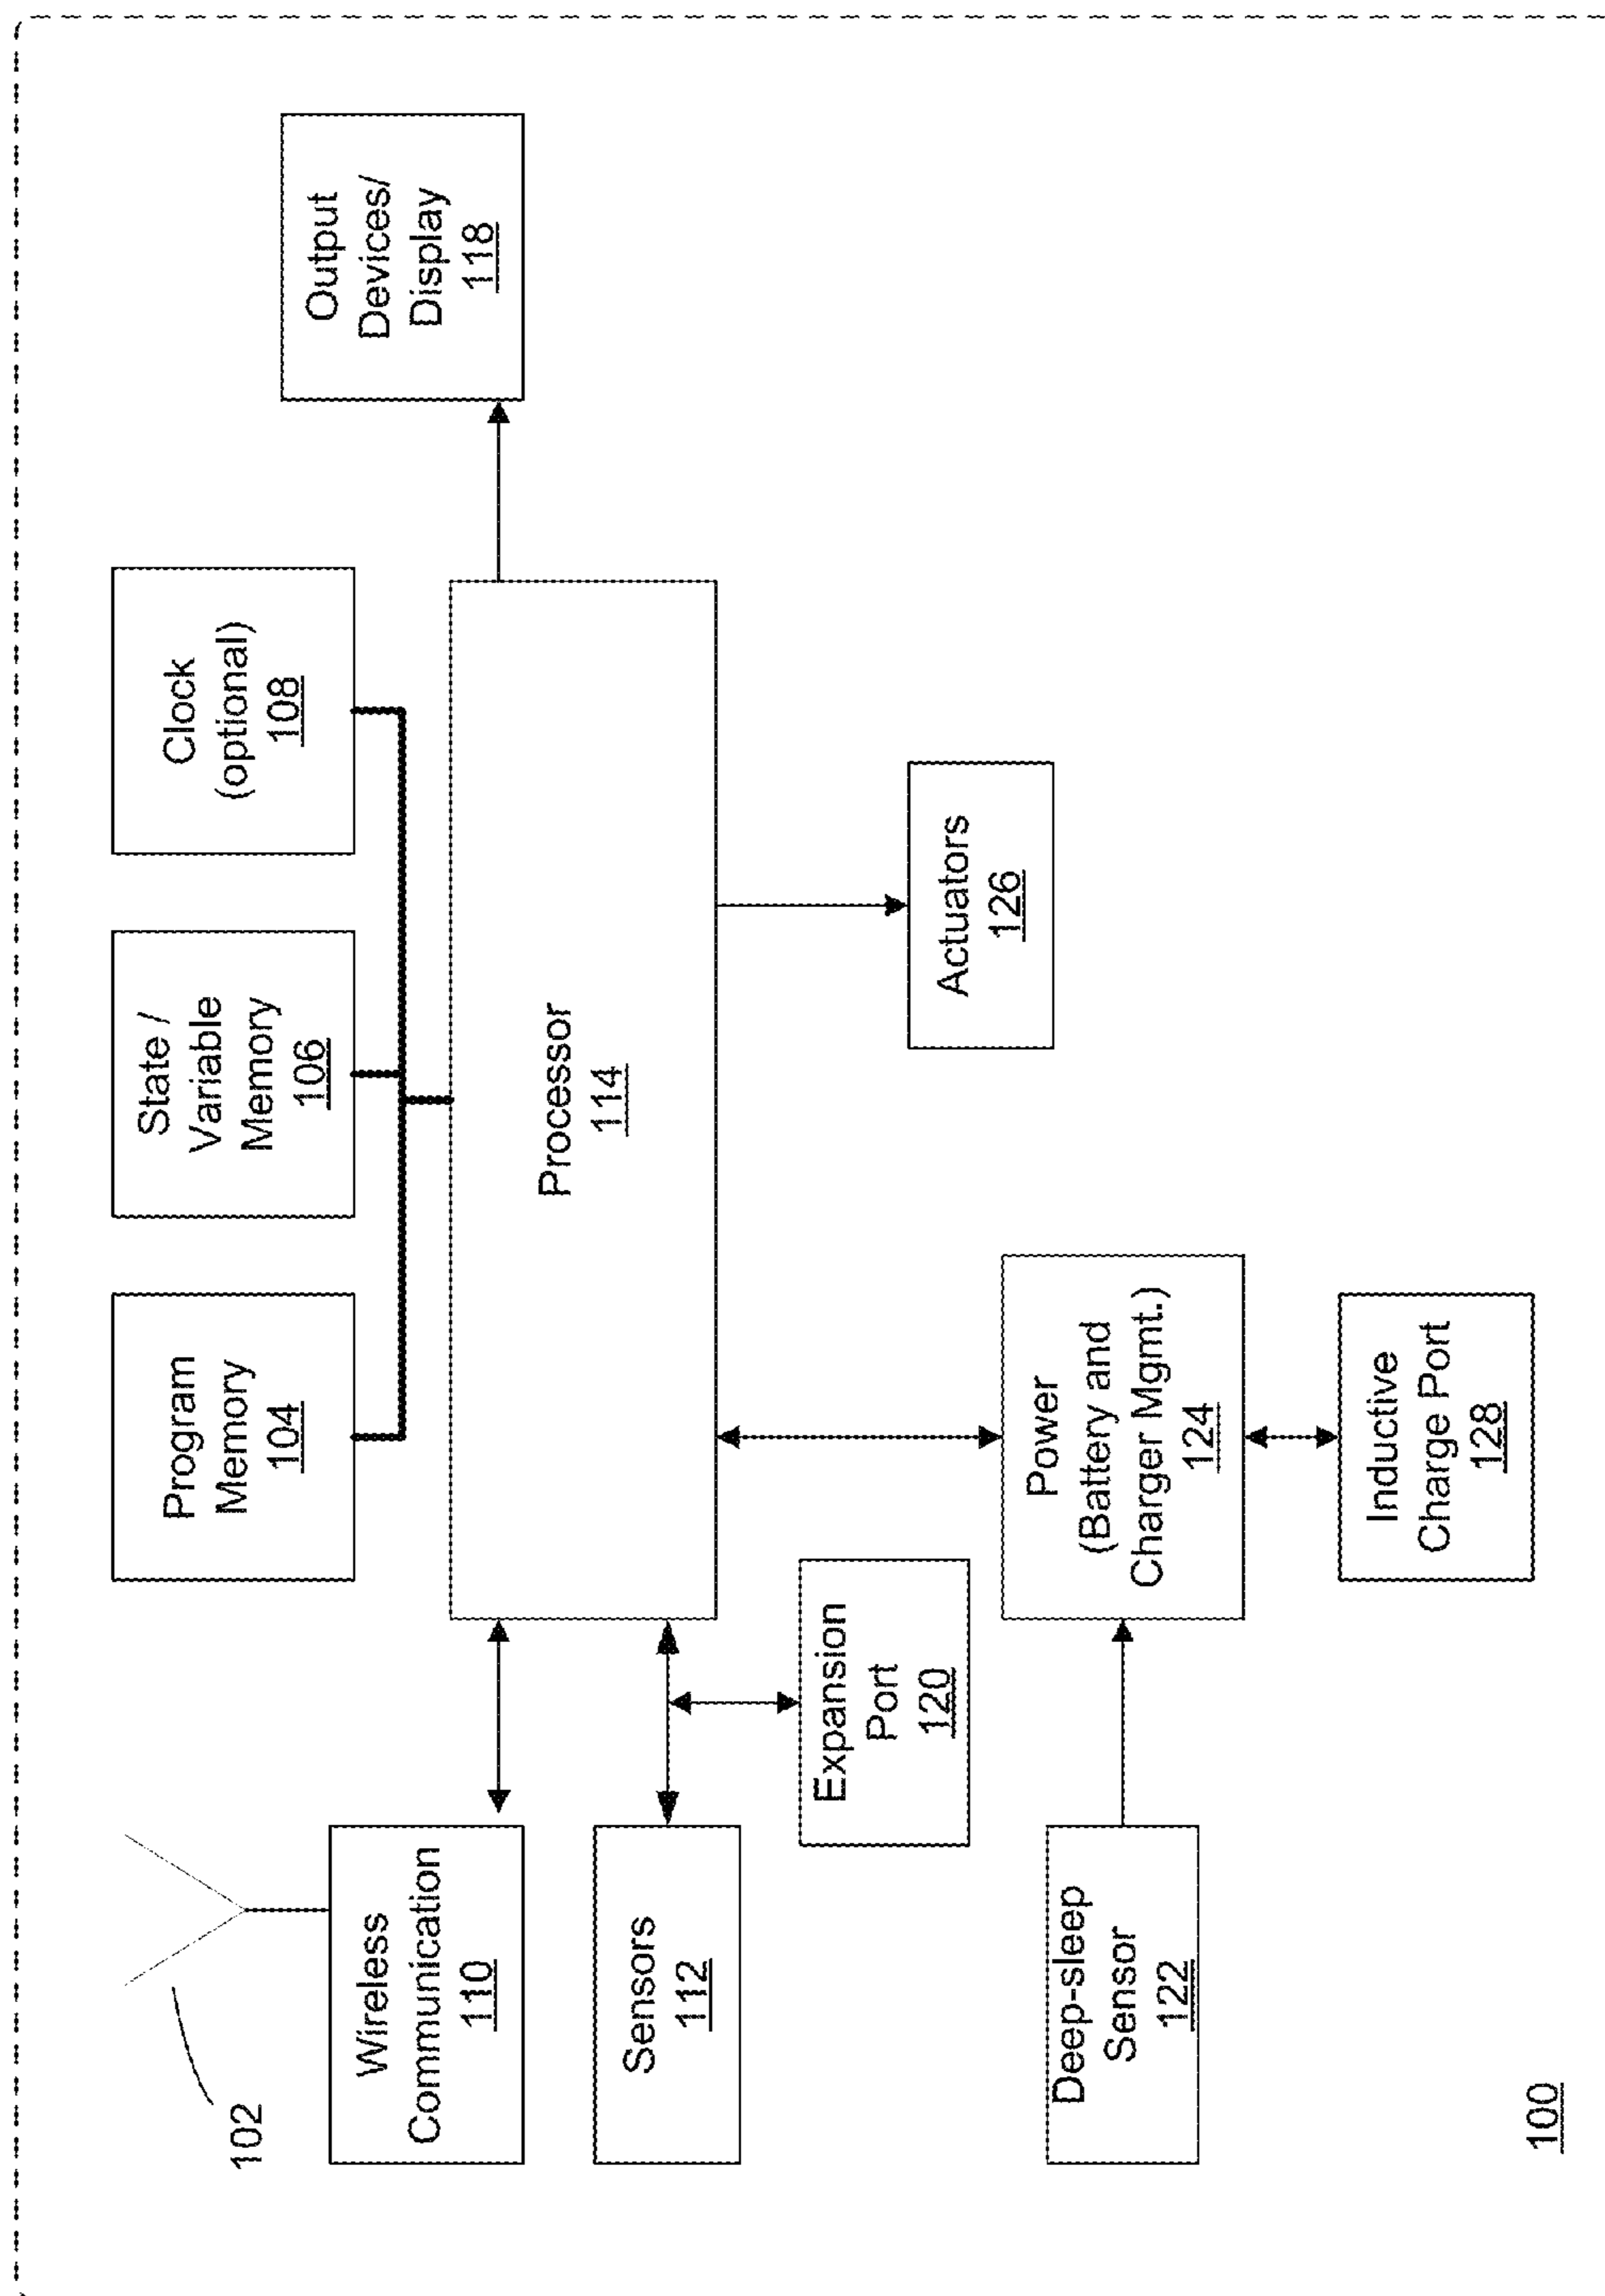 102
Program
Memory
104
State /
Variable
Memory
106
Clock
(optional)
108
Output
Devices/
Display
118
Wireless
Communication
110
Processor
114
Sensors
112
Expansion
Port
120
Actuators
126
Deep-sleep
Sensor
122
Power
(Battery and
Charger Mgmt.)
124
Inductive
Charge Port
128
100